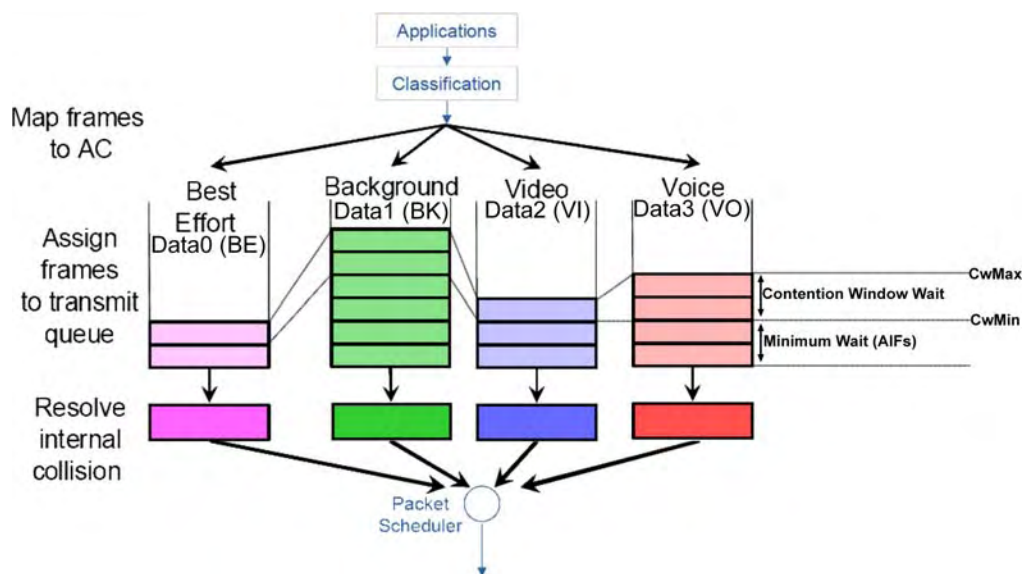 Applications
Classification
Map frames
to AC
Best
Effort
Data0 (BE)
Background
Data1 (BK)
Video
Data2 (VI)
Voice
Data3 (VO)
Assign
frames
to transmit
queue
CwMax
Contention Window Wait
CwMin
Minimum Wait (AIFs)
Resolve
internal
collision
Packet
Scheduler